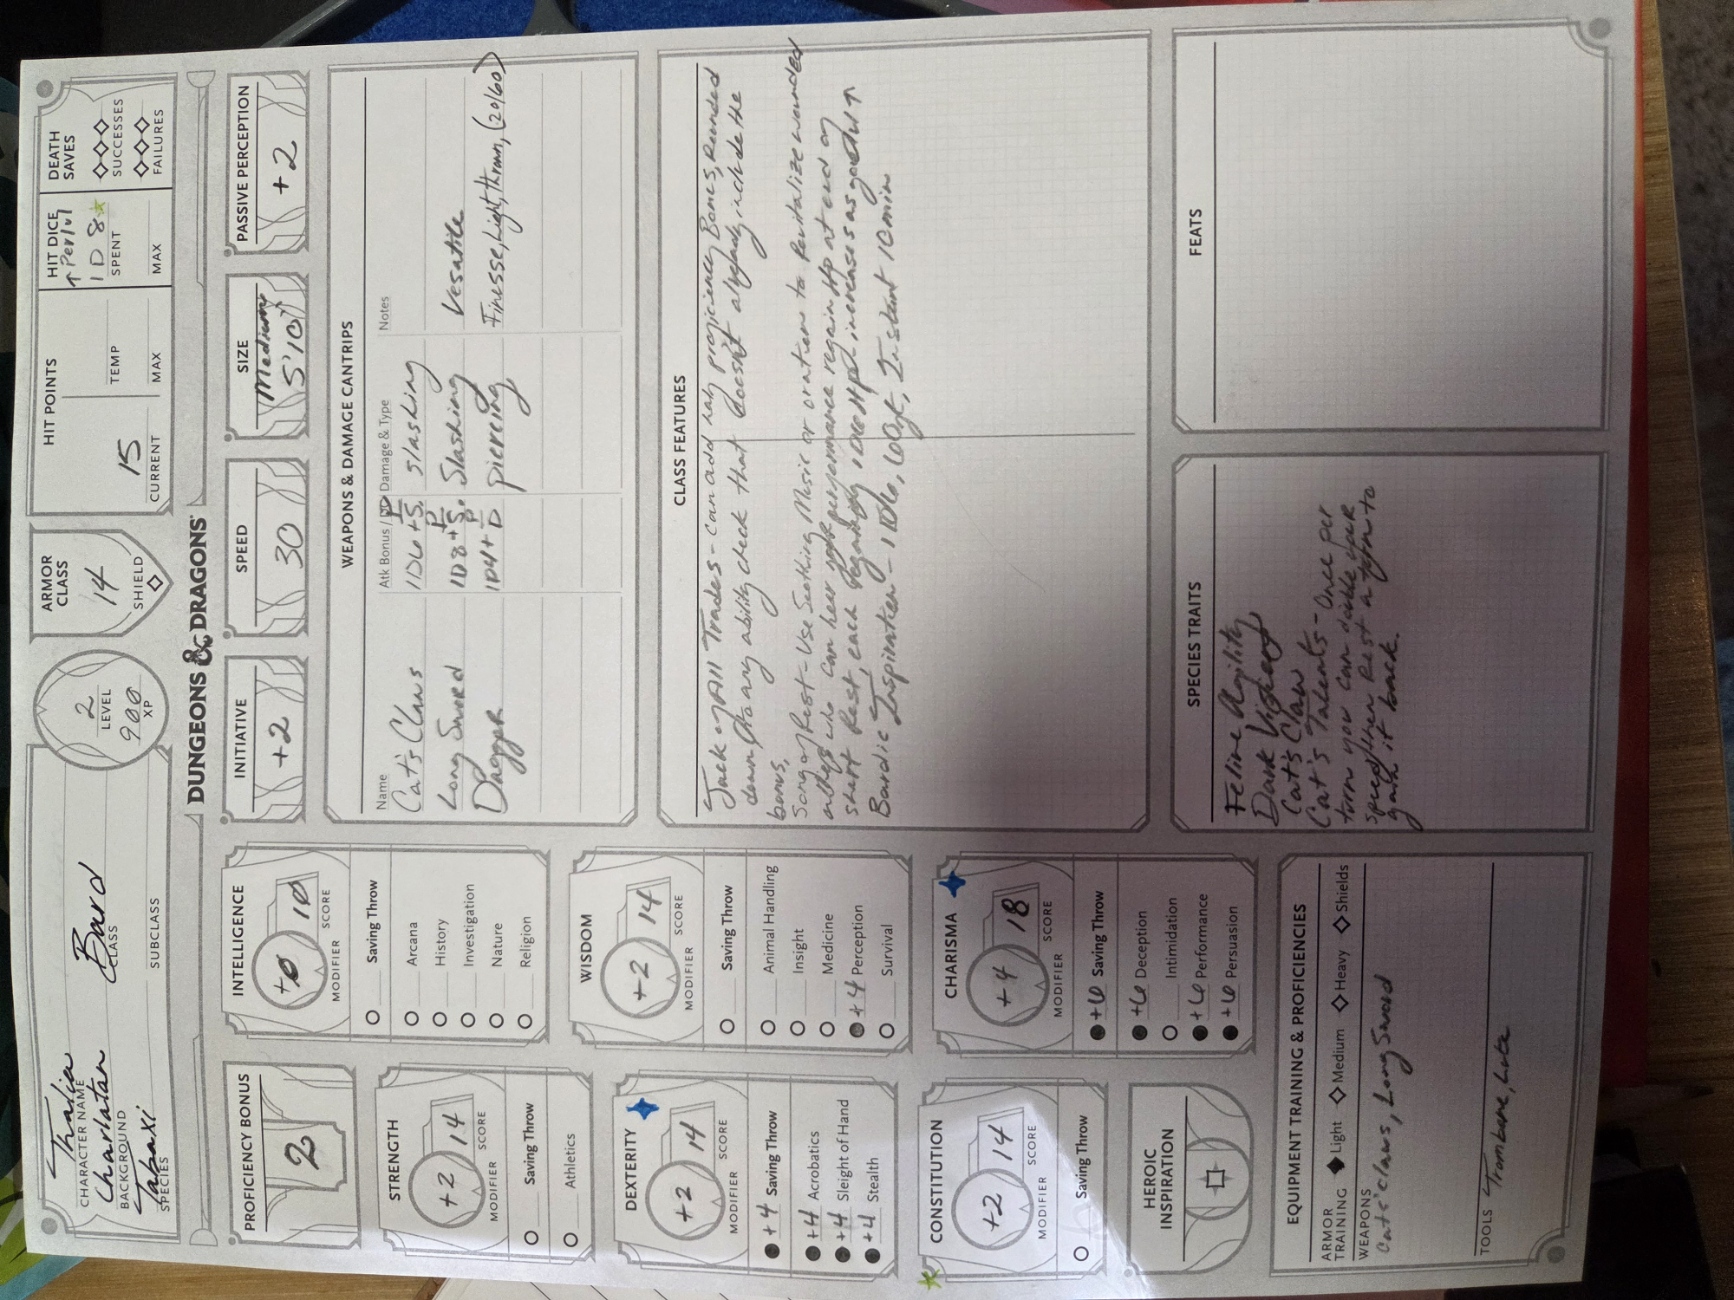 Thalia
CHARACTER NAME
Charlatan
BACKGROUND
Bard
CLASS
Tabaxi
SPECIES
SUBCLASS
2
LEVEL
900
XP
ARMOR
CLASS
14
SHIELD
HIT POINTS
15
CURRENT
TEMP
MAX
HIT DICE
↑ Per lvl
1D8*
SPENT
MAX
DEATH
SAVES
SUCCESSES
FAILURES
DUNGEONS & DRAGONS
PROFICIENCY BONUS
2
STRENGTH
+2 14
MODIFIER SCORE
Saving Throw
Athletics
DEXTERITY
+2 14
MODIFIER SCORE
+4 Saving Throw
+4 Acrobatics
+4 Sleight of Hand
+4 Stealth
CONSTITUTION
+2 14
MODIFIER SCORE
Saving Throw
HEROIC
INSPIRATION
INTELLIGENCE
+0 10
MODIFIER SCORE
Saving Throw
Arcana
History
Investigation
Nature
Religion
WISDOM
+2 14
MODIFIER SCORE
Saving Throw
Animal Handling
Insight
Medicine
+4 Perception
Survival
CHARISMA
+4 18
MODIFIER SCORE
+6 Saving Throw
+6 Deception
Intimidation
+6 Performance
+6 Persuasion
EQUIPMENT TRAINING & PROFICIENCIES
ARMOR
TRAINING
Light Medium Heavy Shields
WEAPONS
Cats' claws, Long Sword
TOOLS Trombone, Lute
INITIATIVE
+2
SPEED
30
SIZE
Medium
5'10"
PASSIVE PERCEPTION
+2
WEAPONS & DAMAGE CANTRIPS
Name Atk Bonus / DC Damage & Type Notes
Cat's Claws 1D6 + P/S. slashing
Long Sword 1D8 + P/S. Slashing Vesatile
Dagger 1D4 + P/D piercing Finesse, Light, thrown, (20/60)
CLASS FEATURES
Jack of All Trades - can add half proficiency Bonus, Rounded
down, to any ability check that doesn't already include the
bonus,
Song of Rest - Use Soothing Music or oration to Revitalize wounded
allies who can hear your performance regain Hp at end of
short Rest, each regaining 1D6 HP - increases as you lvl ↑
Bardic Inspiration - 1D6, 60ft, Instant 10min
SPECIES TRAITS
Feline Agility
Dark Vision
Cat's Claw
Cat's Talents - Once per
turn you can double your
speed, then Rest a turn to
gain it back.
FEATS